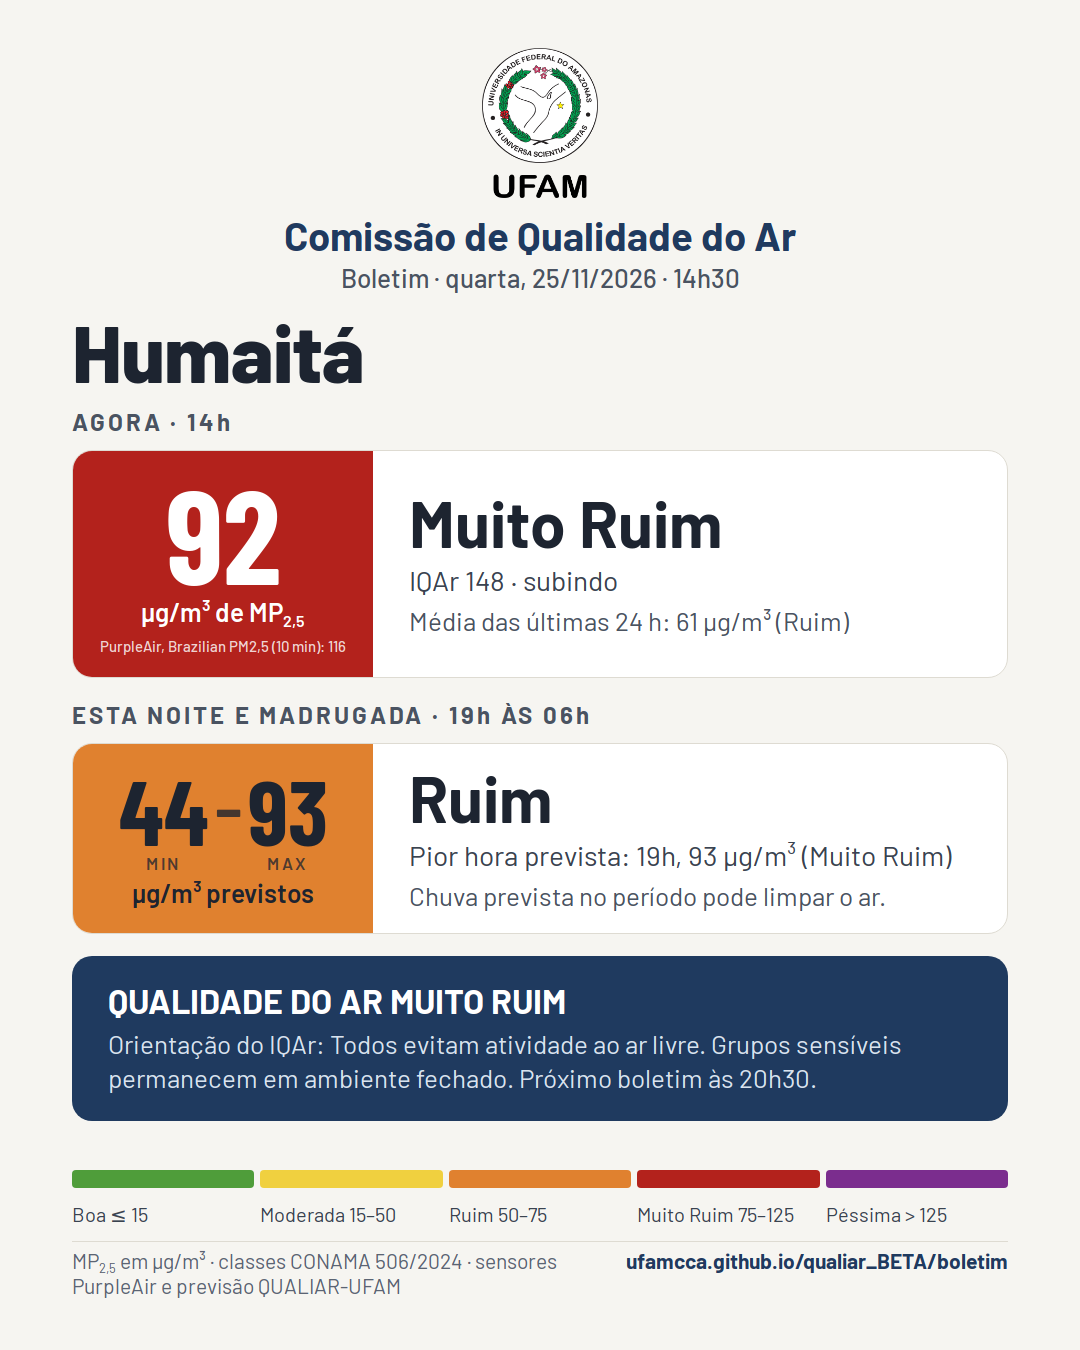 UNIVERSIDADE FEDERAL DO AMAZONAS
IN UNIVERSA SCIENTIA VERITAS
UFAM
Comissão de Qualidade do Ar
Boletim · quarta, 25/11/2026 · 14h30
Humaitá
AGORA · 14h
92
µg/m³ de MP2,5
PurpleAir, Brazilian PM2,5 (10 min): 116
Muito Ruim
IQAr 148 · subindo
Média das últimas 24 h: 61 µg/m³ (Ruim)
ESTA NOITE E MADRUGADA · 19h ÀS 06h
44–93
MIN MAX
µg/m³ previstos
Ruim
Pior hora prevista: 19h, 93 µg/m³ (Muito Ruim)
Chuva prevista no período pode limpar o ar.
QUALIDADE DO AR MUITO RUIM
Orientação do IQAr: Todos evitam atividade ao ar livre. Grupos sensíveis
permanecem em ambiente fechado. Próximo boletim às 20h30.
Boa ≤ 15 Moderada 15–50 Ruim 50–75 Muito Ruim 75–125 Péssima > 125
MP2,5 em µg/m³ · classes CONAMA 506/2024 · sensores
PurpleAir e previsão QUALIAR-UFAM
ufamcca.github.io/qualiar_BETA/boletim